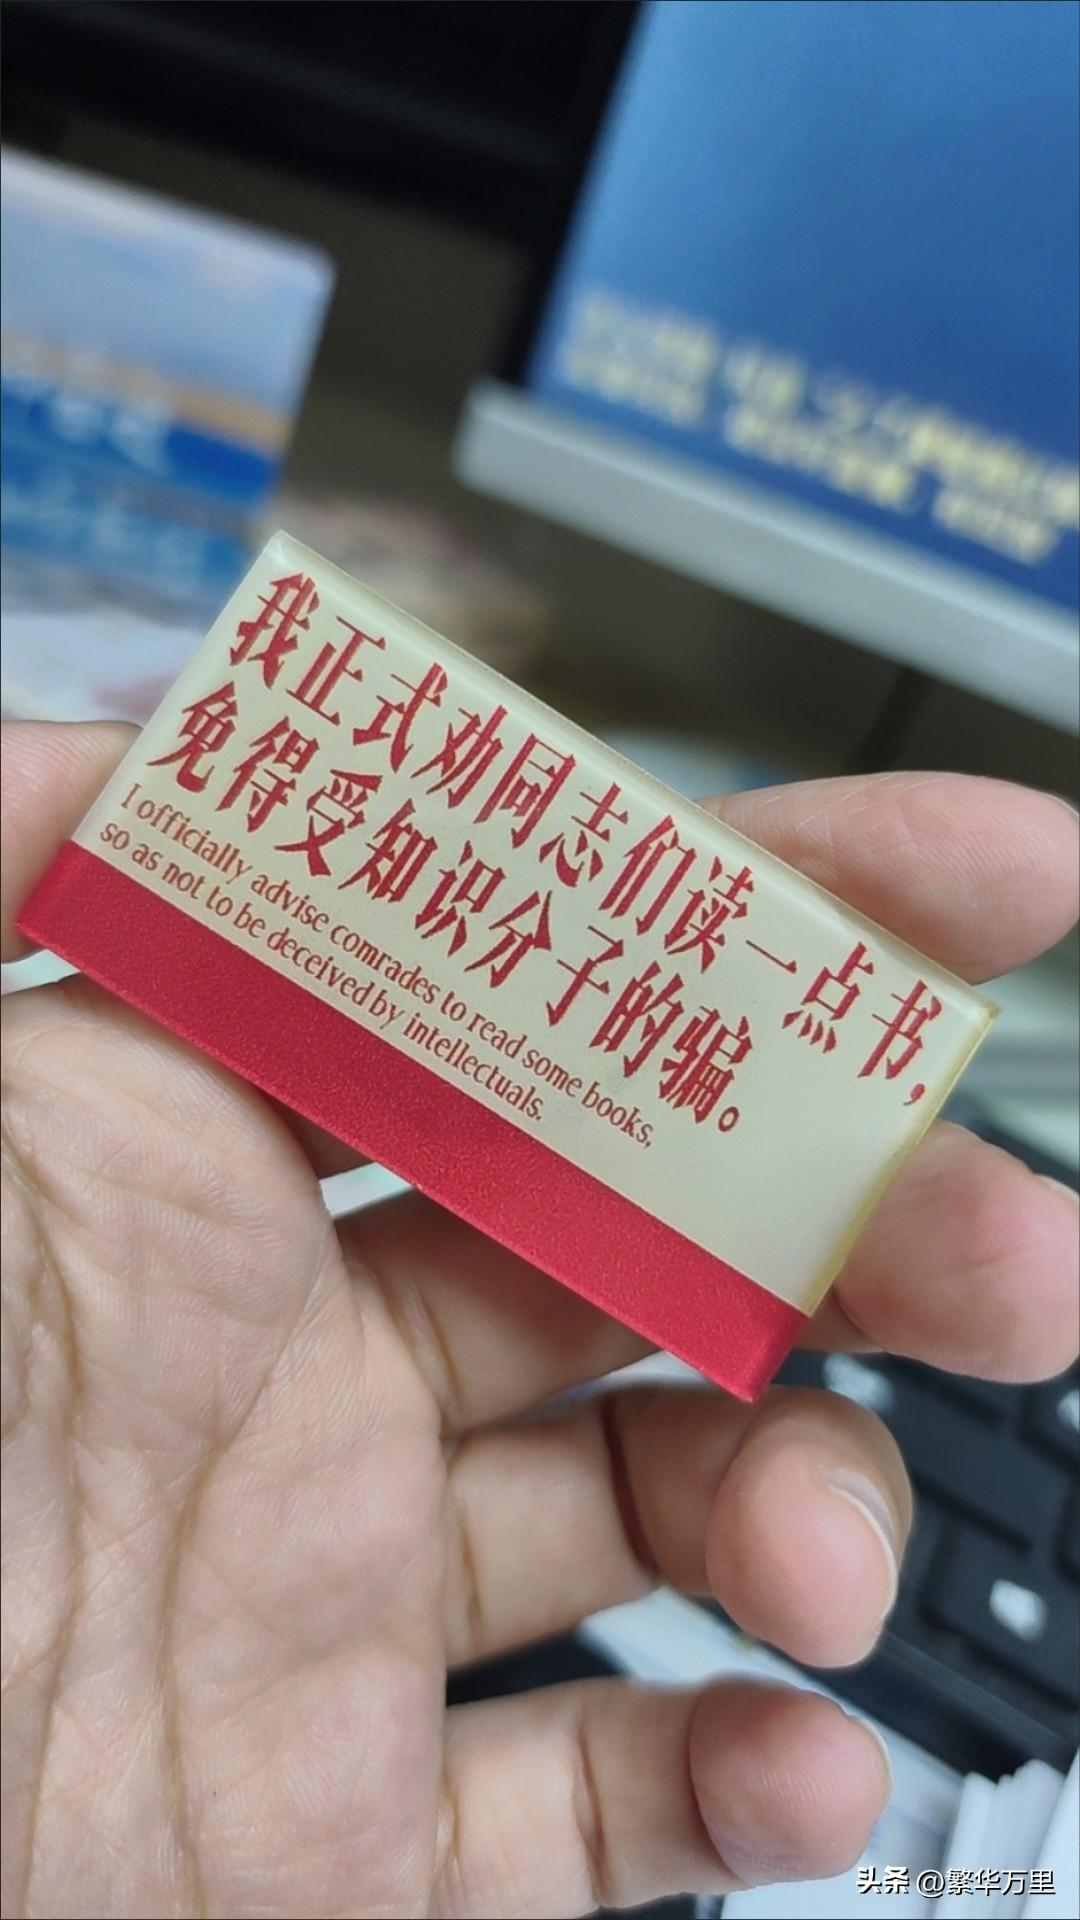 我正式劝同志们读一点书，
免得受知识分子的骗。
I officially advise comrades to read some books,
so as not to be deceived by intellectuals.
头条 @繁华万里